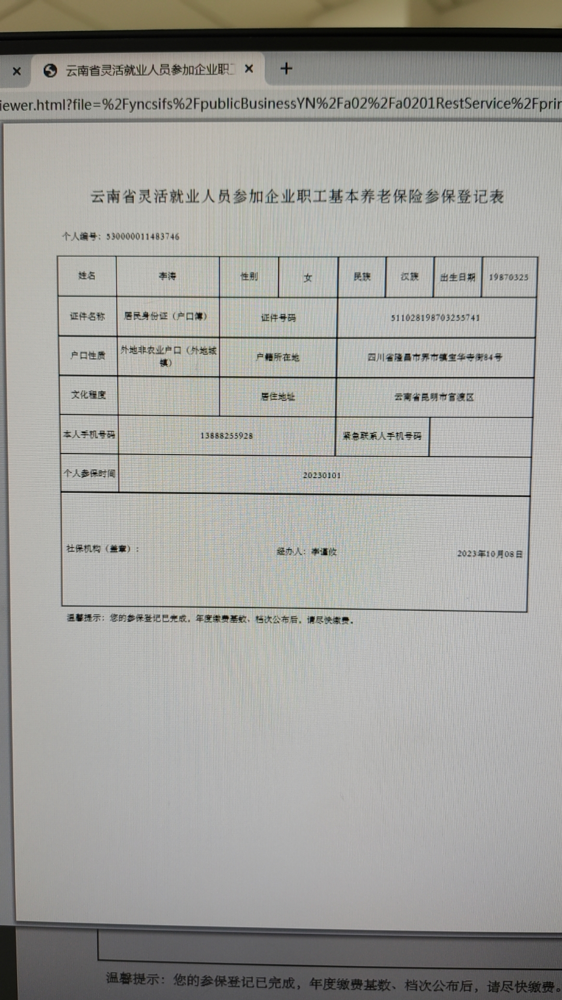 云南省灵活就业人员参加企业职
iewer.html?file=%2Fyncsifs%2FpublicBusinessYN%2Fa02%2Fa0201RestService%2Fprin
云南省灵活就业人员参加企业职工基本养老保险参保登记表
个人编号：530000011483746
姓名 李涛 性别 女 民族 汉族 出生日期 19870325
证件名称 居民身份证（户口簿） 证件号码 511028198703255741
户口性质 外地非农业户口（外地城镇） 户籍所在地 四川省隆昌市界市镇宝华寺街84号
文化程度 居住地址 云南省昆明市官渡区
本人手机号码 13888255928 紧急联系人手机号码
个人参保时间 20230101
社保机构（盖章）： 经办人：李谨攸 2023年10月08日
温馨提示：您的参保登记已完成，年度缴费基数、档次公布后，请尽快缴费。
温馨提示：您的参保登记已完成，年度缴费基数、档次公布后，请尽快缴费。